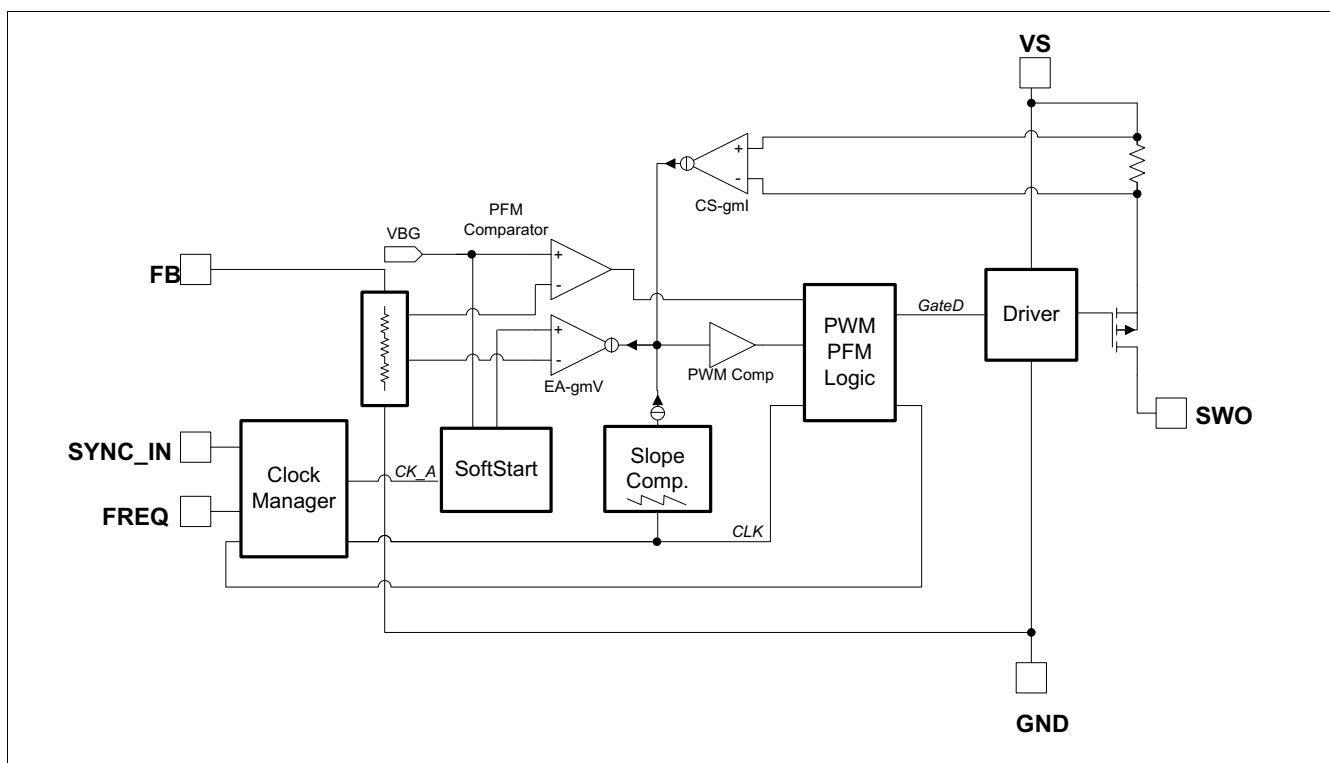 VS
+
-
CS-gml
PFM
Comparator
VBG
+
-
FB
GateD
Driver
PWM
PFM
Logic
+
-
EA-gmV
PWM Comp
SWO
SYNC_IN
Clock
Manager
CK_A
SoftStart
Slope
Comp.
FREQ
CLK
GND